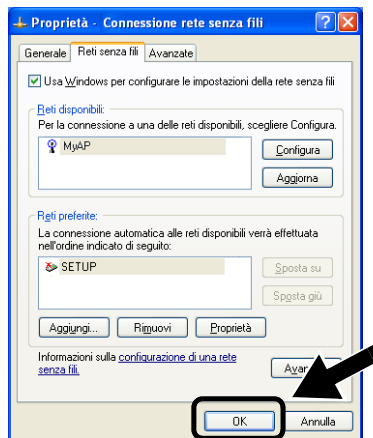 Proprietà - Connessione rete senza fili
Generale Reti senza fili Avanzate
Usa Windows per configurare le impostazioni della rete senza fili
Reti disponibili:
Per la connessione a una delle reti disponibili, scegliere Configura.
MyAP
Configura
Aggiorna
Reti preferite:
La connessione automatica alle reti disponibili verrà effettuata
nell'ordine indicato di seguito:
SETUP
Sposta su
Sposta giù
Aggiungi... Rimuovi Proprietà
Informazioni sulla configurazione di una rete
senza fili.
OK Annulla